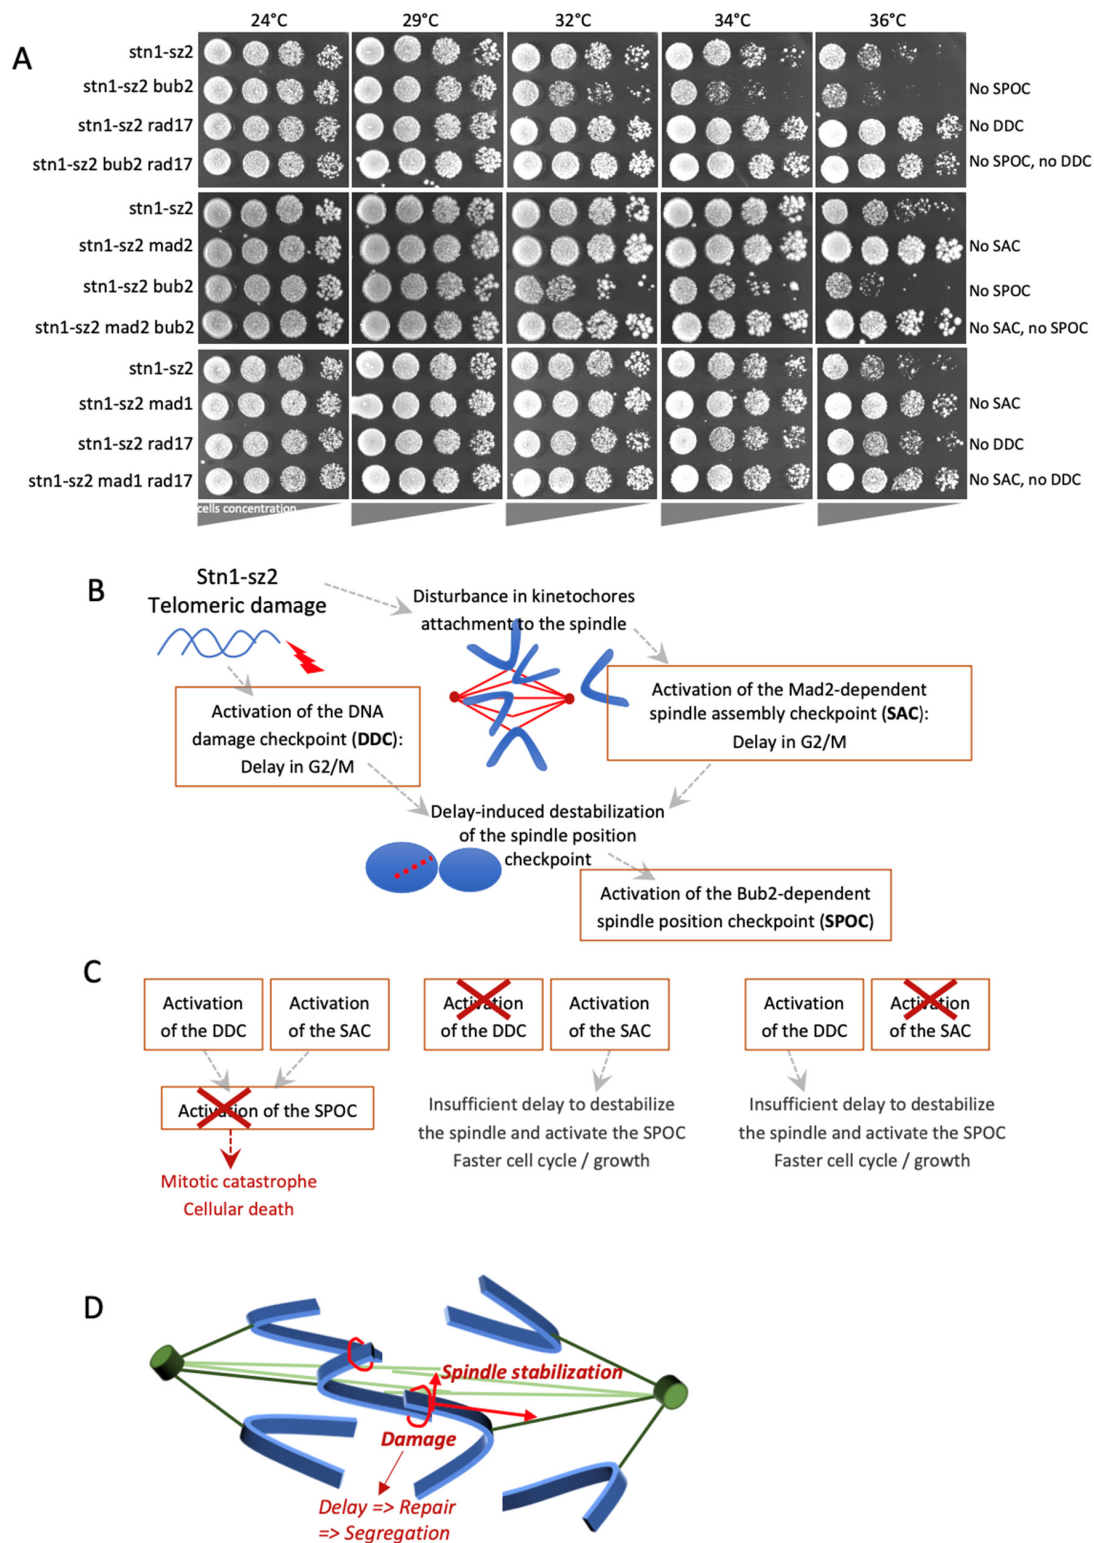 24°C 29°C 32°C 34°C 36°C
A
stn1-sz2
stn1-sz2 bub2 No SPOC
stn1-sz2 rad17 No DDC
stn1-sz2 bub2 rad17 No SPOC, no DDC
stn1-sz2
stn1-sz2 mad2 No SAC
stn1-sz2 bub2 No SPOC
stn1-sz2 mad2 bub2 No SAC, no SPOC
stn1-sz2
stn1-sz2 mad1 No SAC
stn1-sz2 rad17 No DDC
stn1-sz2 mad1 rad17 No SAC, no DDC
cells concentration
B
Stn1-sz2
Telomeric damage
Disturbance in kinetochores
attachment to the spindle
Activation of the DNA
damage checkpoint (DDC):
Delay in G2/M
Activation of the Mad2-dependent
spindle assembly checkpoint (SAC):
Delay in G2/M
Delay-induced destabilization
of the spindle position
checkpoint
Activation of the Bub2-dependent
spindle position checkpoint (SPOC)
C
Activation
of the DDC
Activation
of the SAC
Activation of the SPOC
Mitotic catastrophe
Cellular death
Activation
of the DDC
Activation
of the SAC
Insufficient delay to destabilize
the spindle and activate the SPOC
Faster cell cycle / growth
Activation
of the DDC
Activation
of the SAC
Insufficient delay to destabilize
the spindle and activate the SPOC
Faster cell cycle / growth
D
Spindle stabilization
Damage
Delay => Repair
=> Segregation